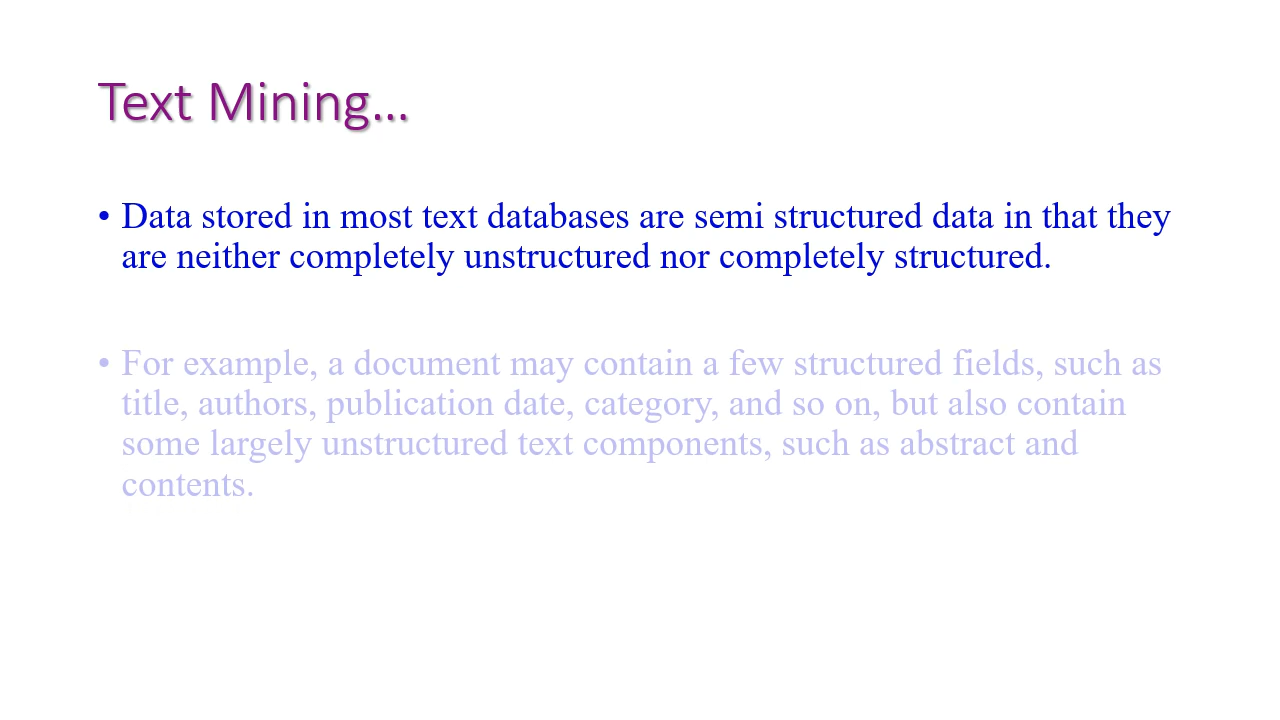 Text Mining...
• Data stored in most text databases are semi structured data in that they
are neither completely unstructured nor completely structured.
• For example, a document may contain a few structured fields, such as
title, authors, publication date, category, and so on, but also contain
some largely unstructured text components, such as abstract and
contents.